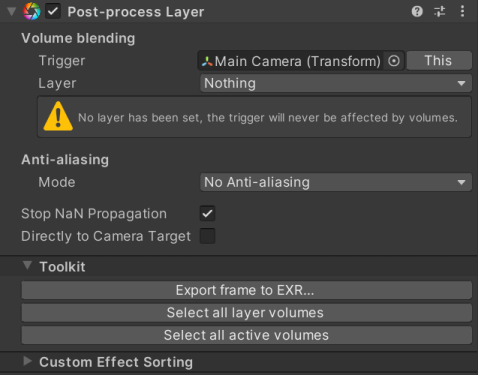 Post-process Layer
Volume blending
Trigger Main Camera (Transform) This
Layer Nothing
No layer has been set, the trigger will never be affected by volumes.
Anti-aliasing
Mode No Anti-aliasing
Stop NaN Propagation
Directly to Camera Target
Toolkit
Export frame to EXR...
Select all layer volumes
Select all active volumes
Custom Effect Sorting